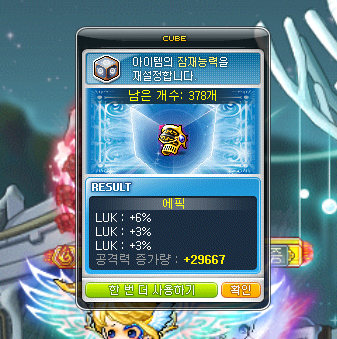 CUBE
아이템의 잠재능력을
재설정합니다.
남은 개수: 378개
RESULT
에픽
LUK : +6%
LUK : +3%
LUK : +3%
공격력 증가량 : +29667
한 번 더 사용하기
확인